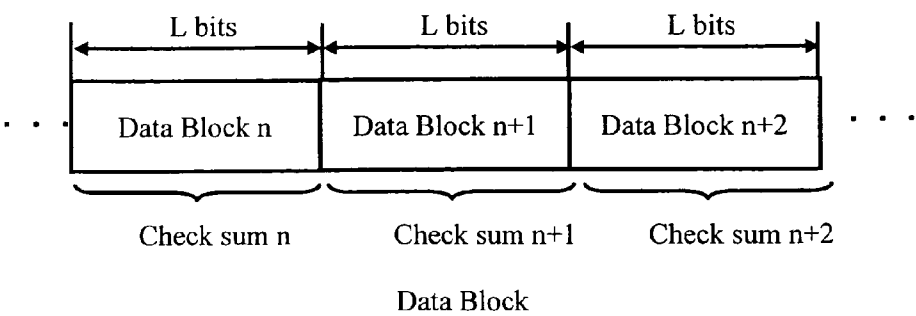 L bits L bits L bits
. . . Data Block n Data Block n+1 Data Block n+2 . . .
Check sum n Check sum n+1 Check sum n+2
Data Block